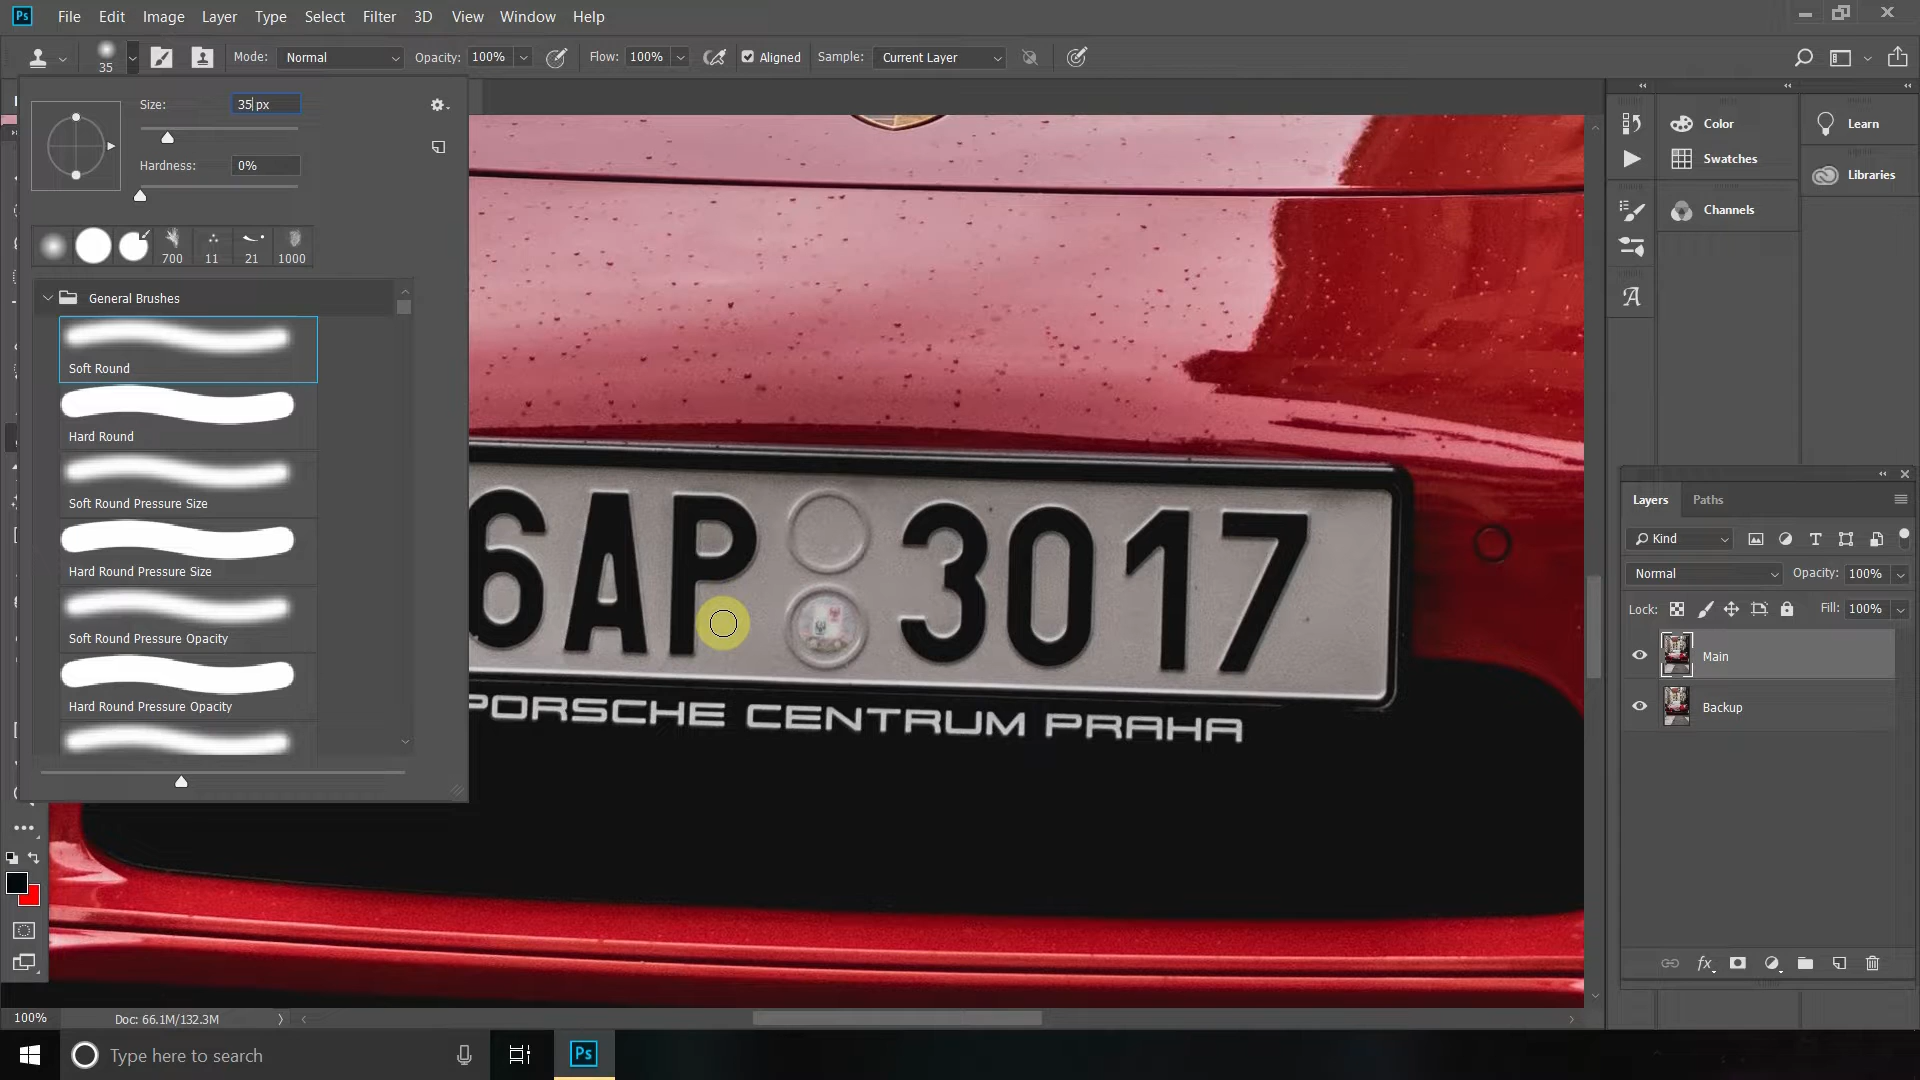 Ps File Edit Image Layer Type Select Filter 3D View Window Help
35 Mode: Normal Opacity: 100% Flow: 100% Aligned Sample: Current Layer
Size: 35 px
Hardness: 0%
700 11 21 1000
General Brushes
Soft Round
Hard Round
Soft Round Pressure Size
Hard Round Pressure Size
Soft Round Pressure Opacity
Hard Round Pressure Opacity
6AP 3017
PORSCHE CENTRUM PRAHA
Color
Swatches
Channels
Learn
Libraries
Layers Paths
Kind
Normal Opacity: 100%
Lock: Fill: 100%
Main
Backup
fx
100% Doc: 66.1M/132.3M
Type here to search
Ps